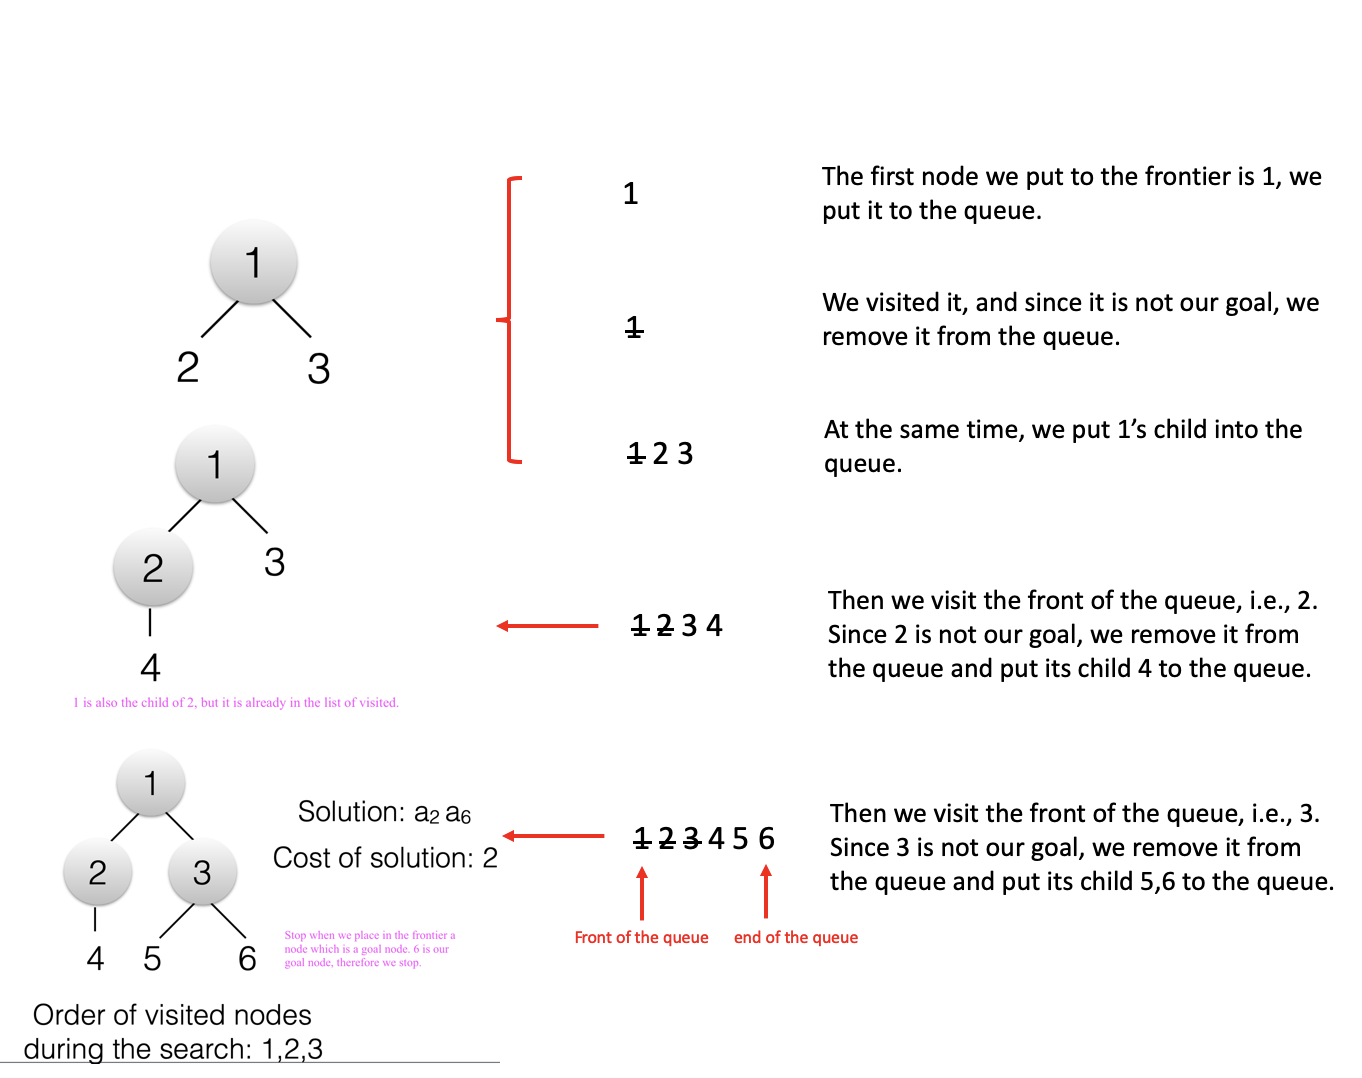 1
The first node we put to the frontier is 1, we
put it to the queue.
1
2 3
1
We visited it, and since it is not our goal, we
remove it from the queue.
1 2 3
At the same time, we put 1’s child into the
queue.
1
2 3
4
1 is also the child of 2, but it is already in the list of visited.
1 2 3 4
Then we visit the front of the queue, i.e., 2.
Since 2 is not our goal, we remove it from
the queue and put its child 4 to the queue.
1
2 3
4 5 6
Solution: a2 a6
Cost of solution: 2
Stop when we place in the frontier a
node which is a goal node. 6 is our
goal node, therefore we stop.
1 2 3 4 5 6
Front of the queue end of the queue
Then we visit the front of the queue, i.e., 3.
Since 3 is not our goal, we remove it from
the queue and put its child 5,6 to the queue.
Order of visited nodes
during the search: 1,2,3